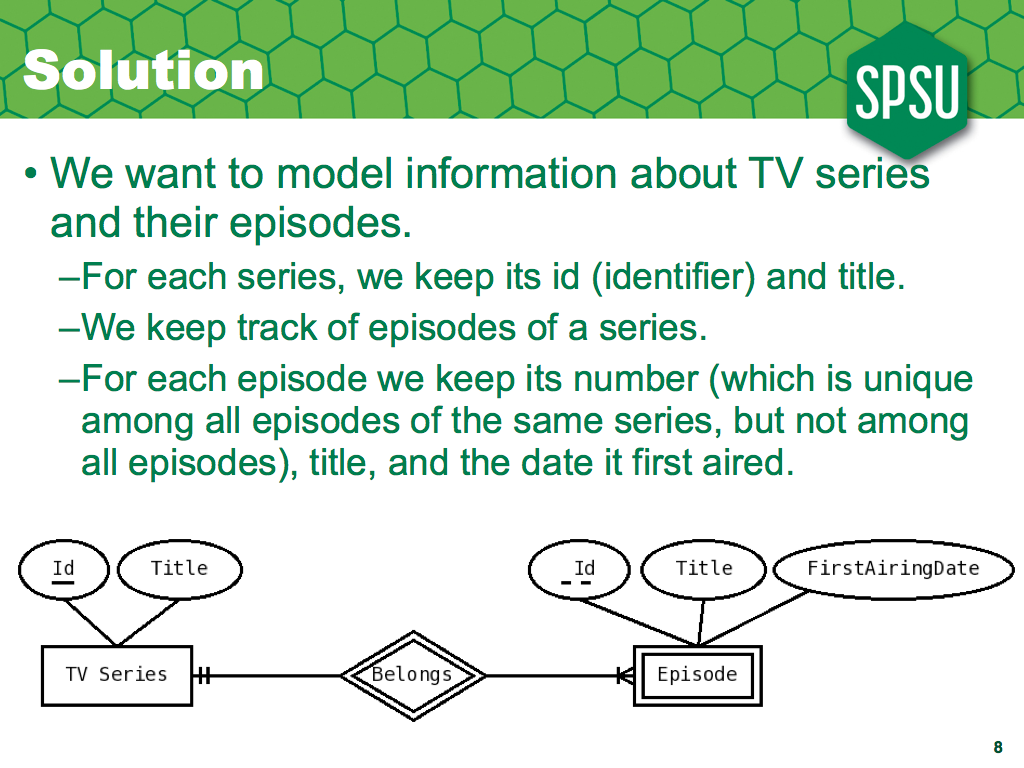 Solution
SPSU
• We want to model information about TV series
and their episodes.
–For each series, we keep its id (identifier) and title.
–We keep track of episodes of a series.
–For each episode we keep its number (which is unique
among all episodes of the same series, but not among
all episodes), title, and the date it first aired.
Id Title Id Title FirstAiringDate
TV Series Belongs Episode
8